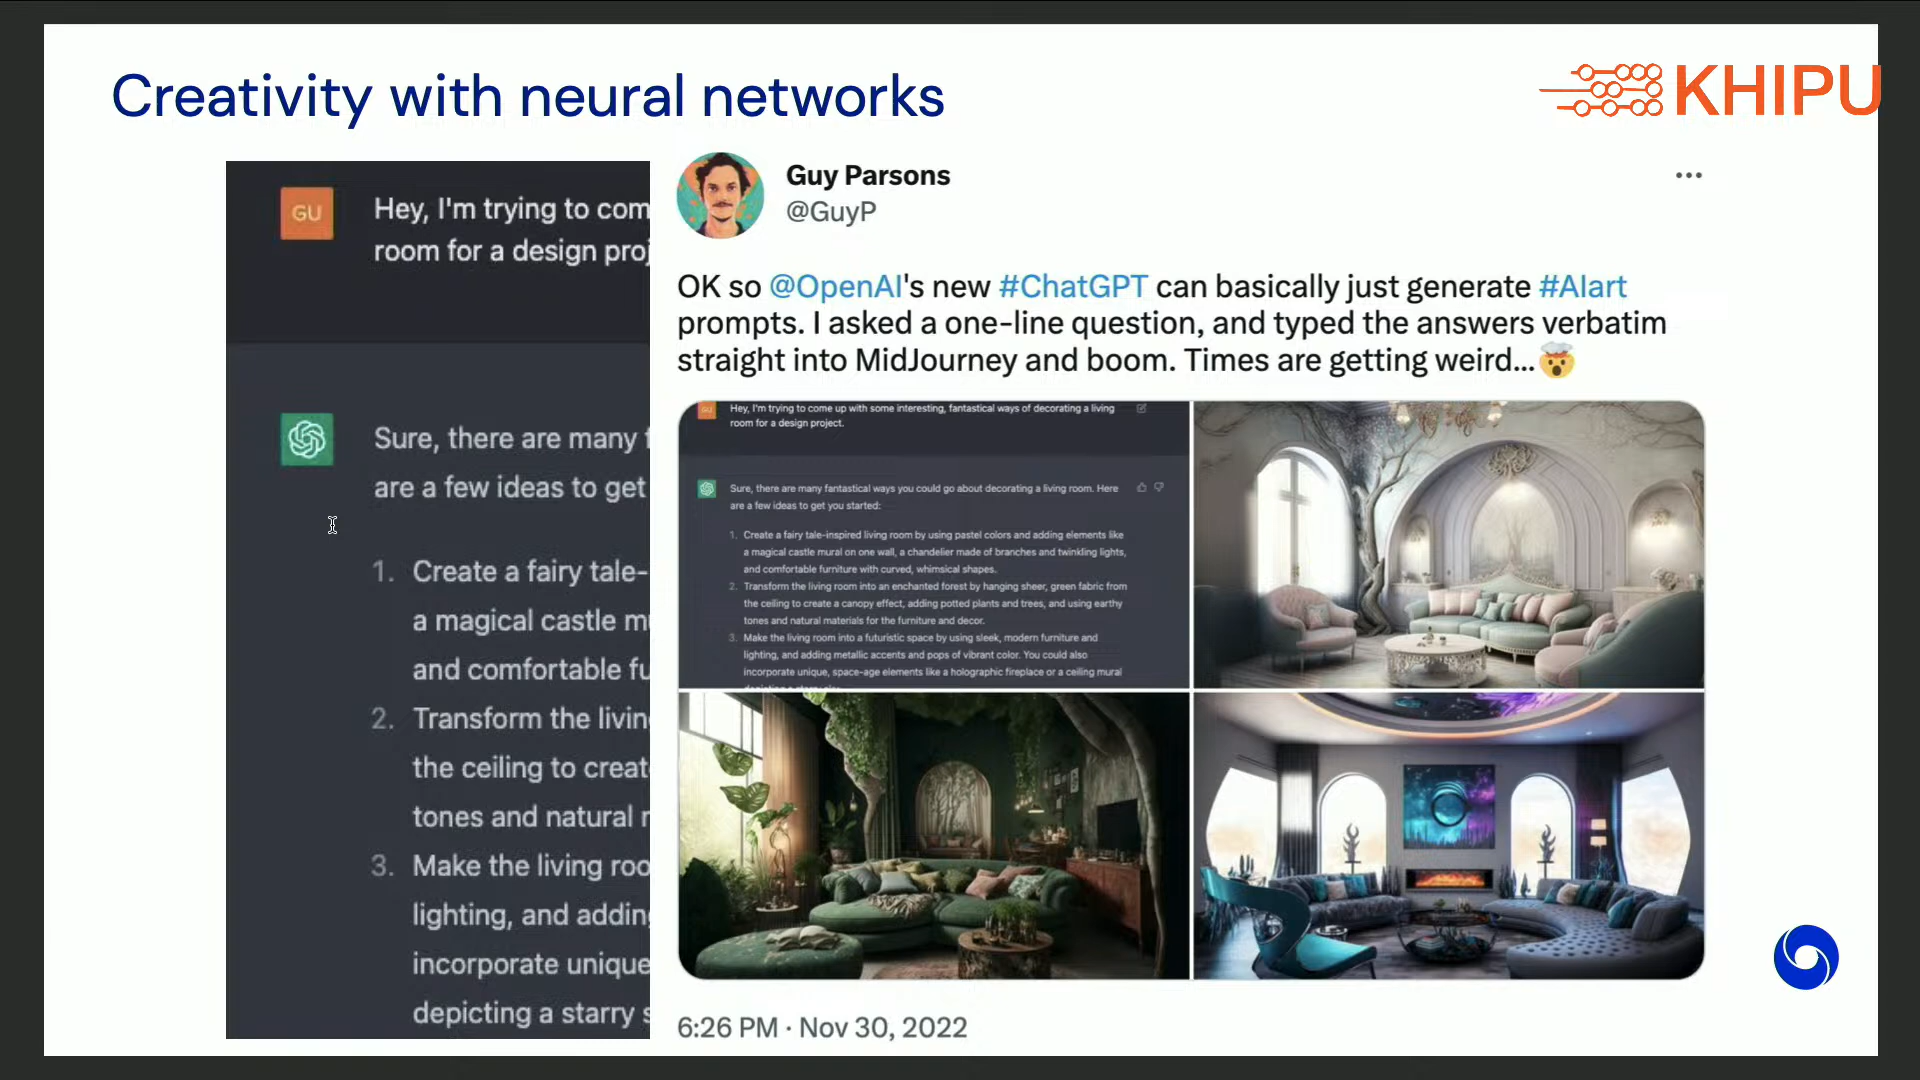 Creativity with neural networks
KHIPU
GU
Hey, I'm trying to com
room for a design proj
Sure, there are many f
are a few ideas to get
1. Create a fairy tale-
a magical castle mu
and comfortable fu
2. Transform the livin
the ceiling to creat
tones and natural r
3. Make the living roo
lighting, and adding
incorporate unique
depicting a starry s
Guy Parsons
@GuyP
OK so @OpenAI's new #ChatGPT can basically just generate #AIart
prompts. I asked a one-line question, and typed the answers verbatim
straight into MidJourney and boom. Times are getting weird...🤯
GU
Hey, I'm trying to come up with some interesting, fantastical ways of decorating a living
room for a design project.
Sure, there are many fantastical ways you could go about decorating a living room. Here
are a few ideas to get you started:
1. Create a fairy tale-inspired living room by using pastel colors and adding elements like
a magical castle mural on one wall, a chandelier made of branches and twinkling lights,
and comfortable furniture with curved, whimsical shapes.
2. Transform the living room into an enchanted forest by hanging sheer, green fabric from
the ceiling to create a canopy effect, adding potted plants and trees, and using earthy
tones and natural materials for the furniture and decor.
3. Make the living room into a futuristic space by using sleek, modern furniture and
lighting, and adding metallic accents and pops of vibrant color. You could also
incorporate unique, space-age elements like a holographic fireplace or a ceiling mural
6:26 PM · Nov 30, 2022